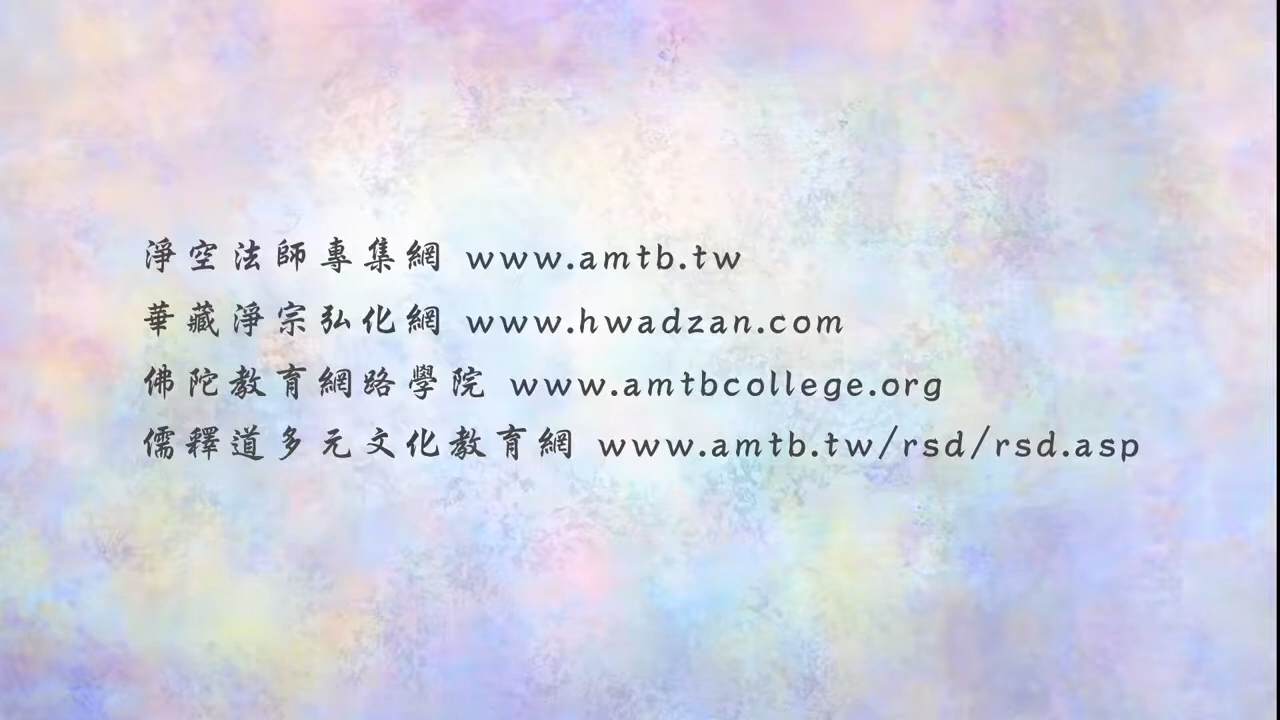 淨空法師專集網 www.amtb.tw
華藏淨宗弘化網 www.hwadzan.com
佛陀教育網路學院 www.amtbcollege.org
儒釋道多元文化教育網 www.amtb.tw/rsd/rsd.asp